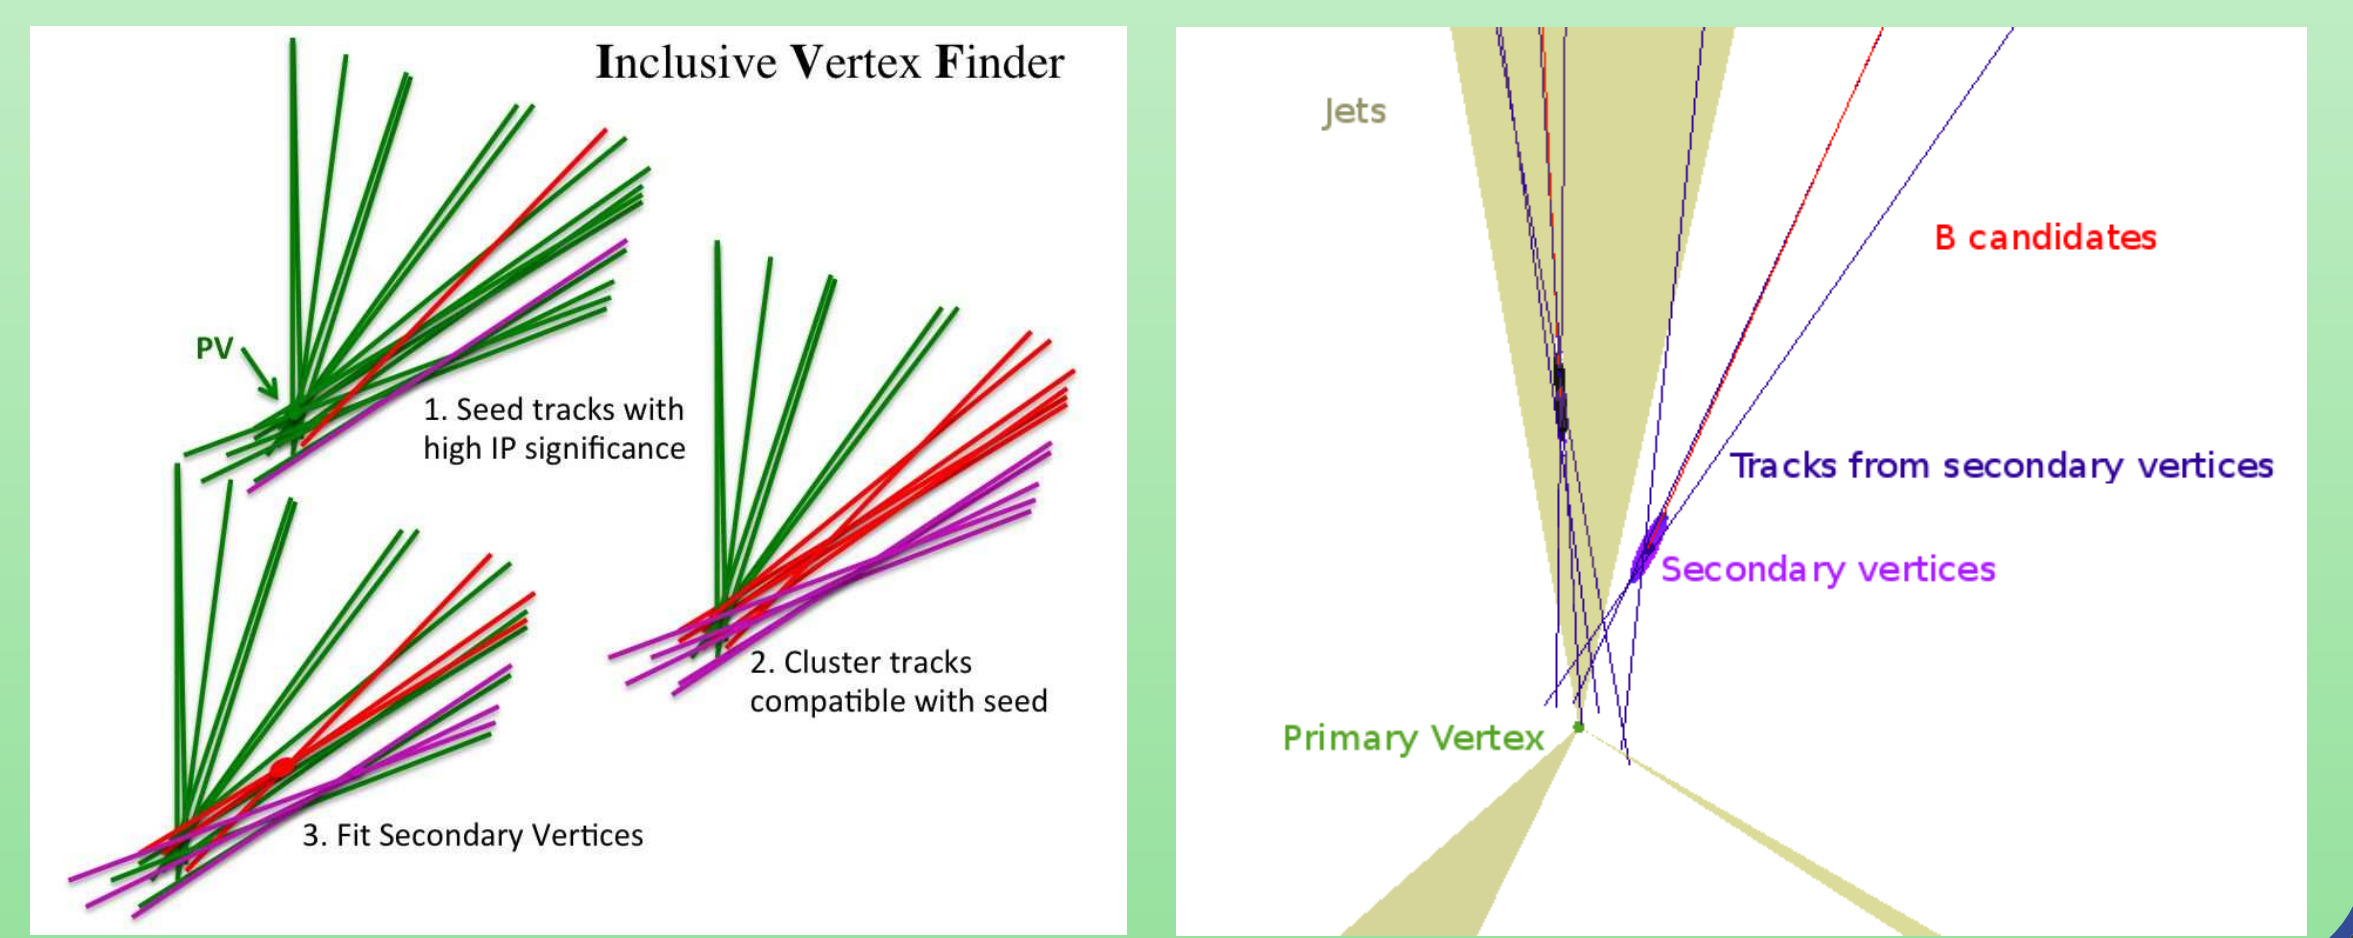 Inclusive Vertex Finder
PV
1. Seed tracks with
high IP significance
2. Cluster tracks
compatible with seed
3. Fit Secondary Vertices
Jets
B candidates
Tracks from secondary vertices
Secondary vertices
Primary Vertex